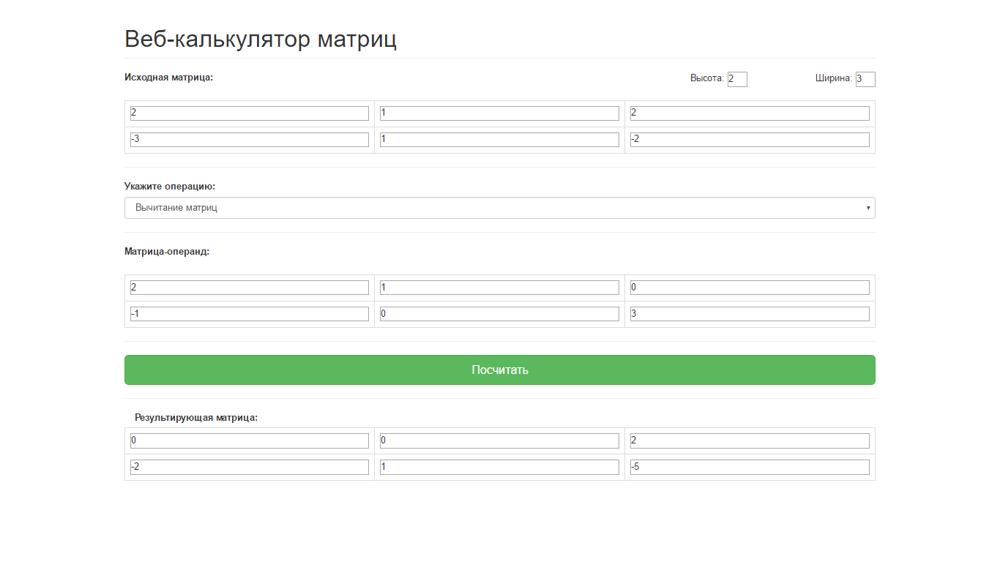 Веб-калькулятор матриц
Исходная матрица: Высота: 2 Ширина: 3
2 1 2
-3 1 -2
Укажите операцию:
Вычитание матриц
Матрица-операнд:
2 1 0
-1 0 3
Посчитать
Результирующая матрица:
0 0 2
-2 1 -5